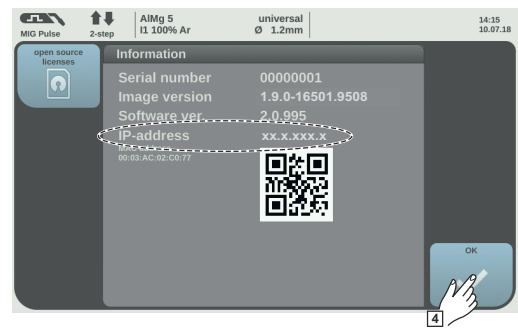 MIG Pulse
2-step
AlMg 5
I1 100% Ar
universal
Ø 1.2mm
14:15
10.07.18
open source
licenses
Information
Serial number 00000001
Image version 1.9.0-16501.9508
Software ver. 2.0.995
IP-address xx.x.xxx.x
00:03:AC:02:C0:77
OK
4